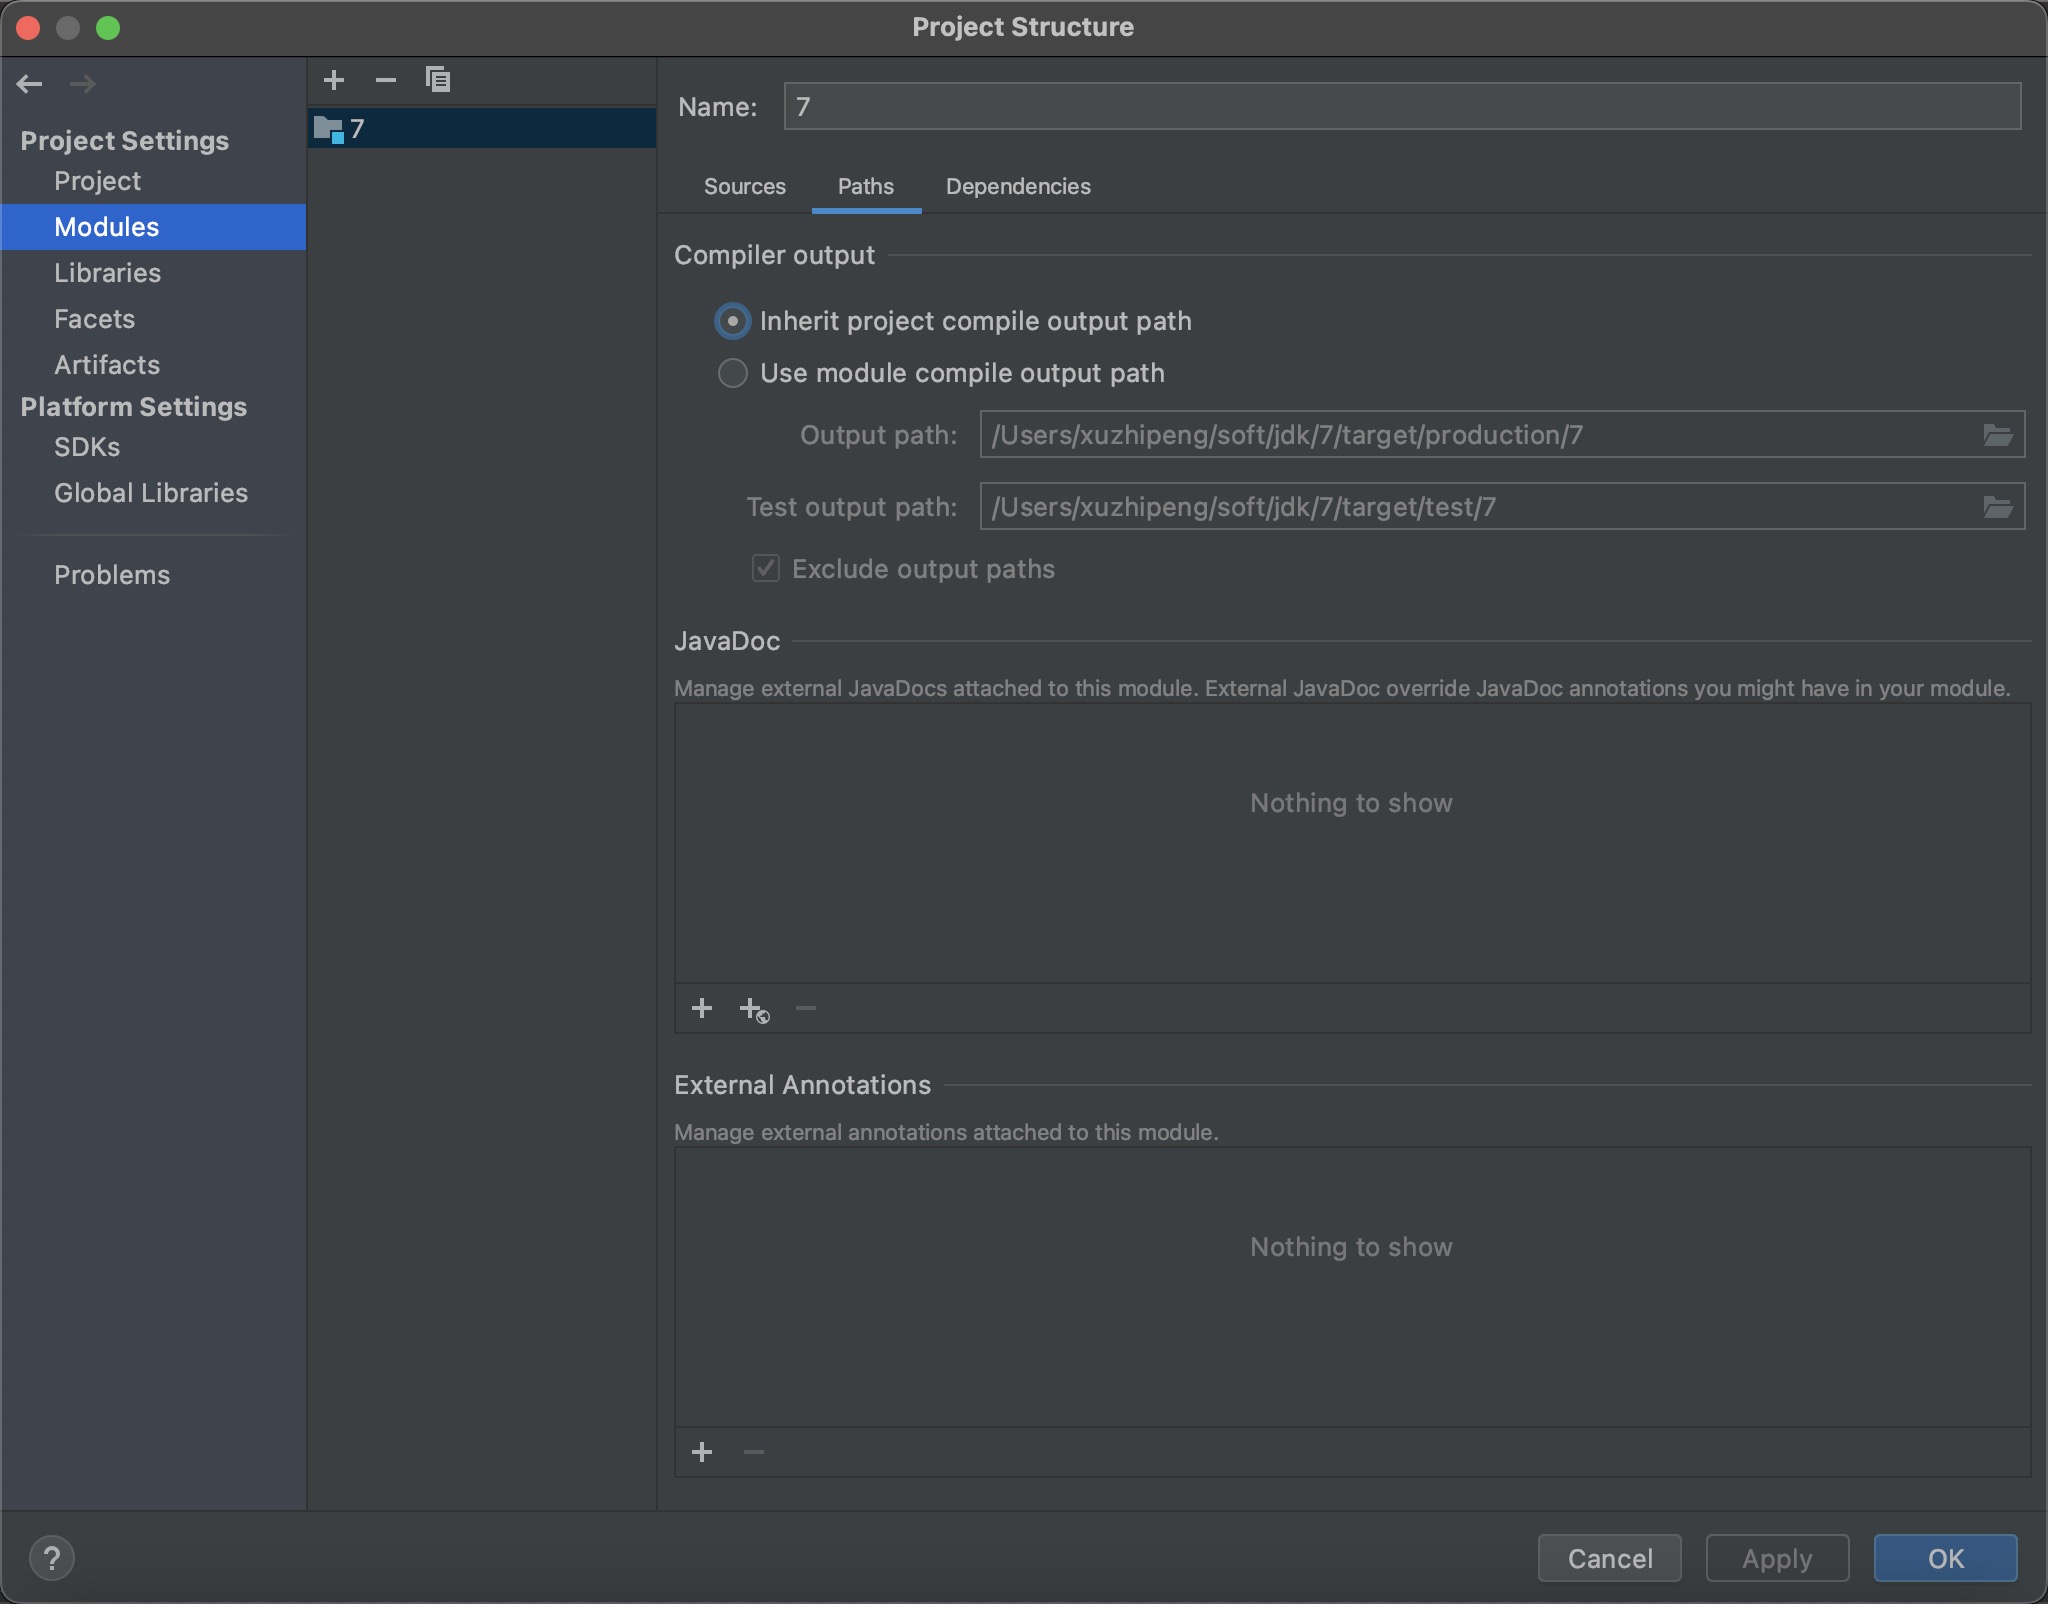 Project Structure
Project Settings
Project
Modules
Libraries
Facets
Artifacts
Platform Settings
SDKs
Global Libraries
Problems
7
Name: 7
Sources Paths Dependencies
Compiler output
Inherit project compile output path
Use module compile output path
Output path: /Users/xuzhipeng/soft/jdk/7/target/production/7
Test output path: /Users/xuzhipeng/soft/jdk/7/target/test/7
Exclude output paths
JavaDoc
Manage external JavaDocs attached to this module. External JavaDoc override JavaDoc annotations you might have in your module.
Nothing to show
External Annotations
Manage external annotations attached to this module.
Nothing to show
? Cancel Apply OK